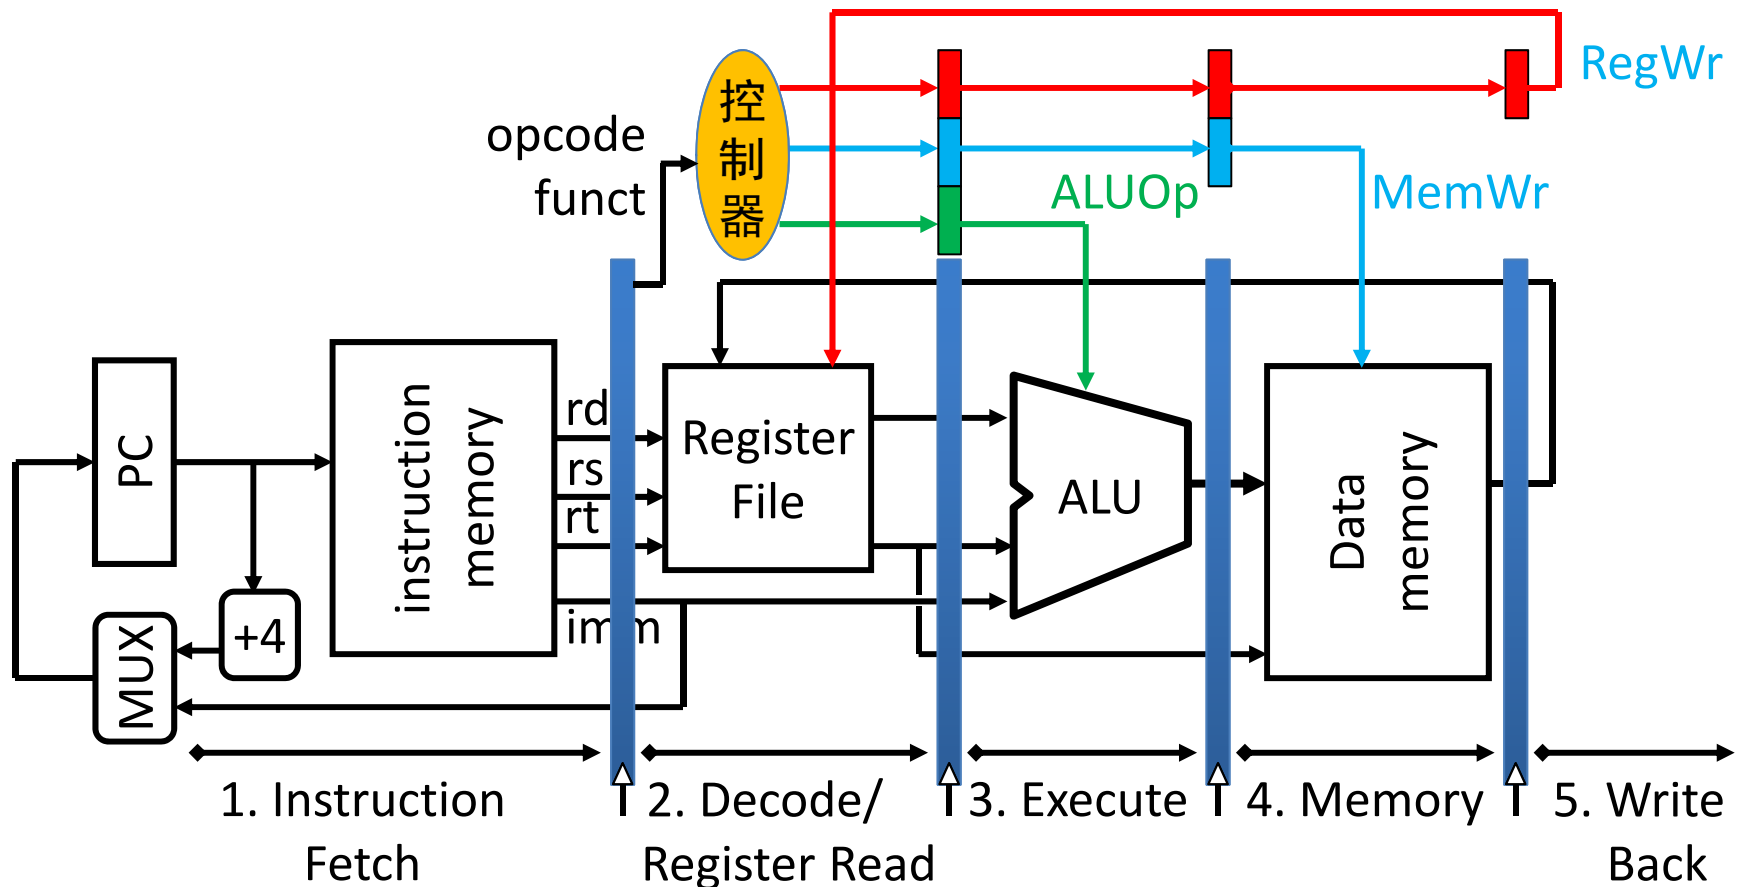 RegWr
控
制
器
opcode
funct
ALUOp
MemWr
PC
instruction
memory
rd
rs
rt
imm
Register
File
ALU
Data
memory
+4
MUX
1. Instruction
Fetch
2. Decode/
Register Read
3. Execute
4. Memory
5. Write
Back